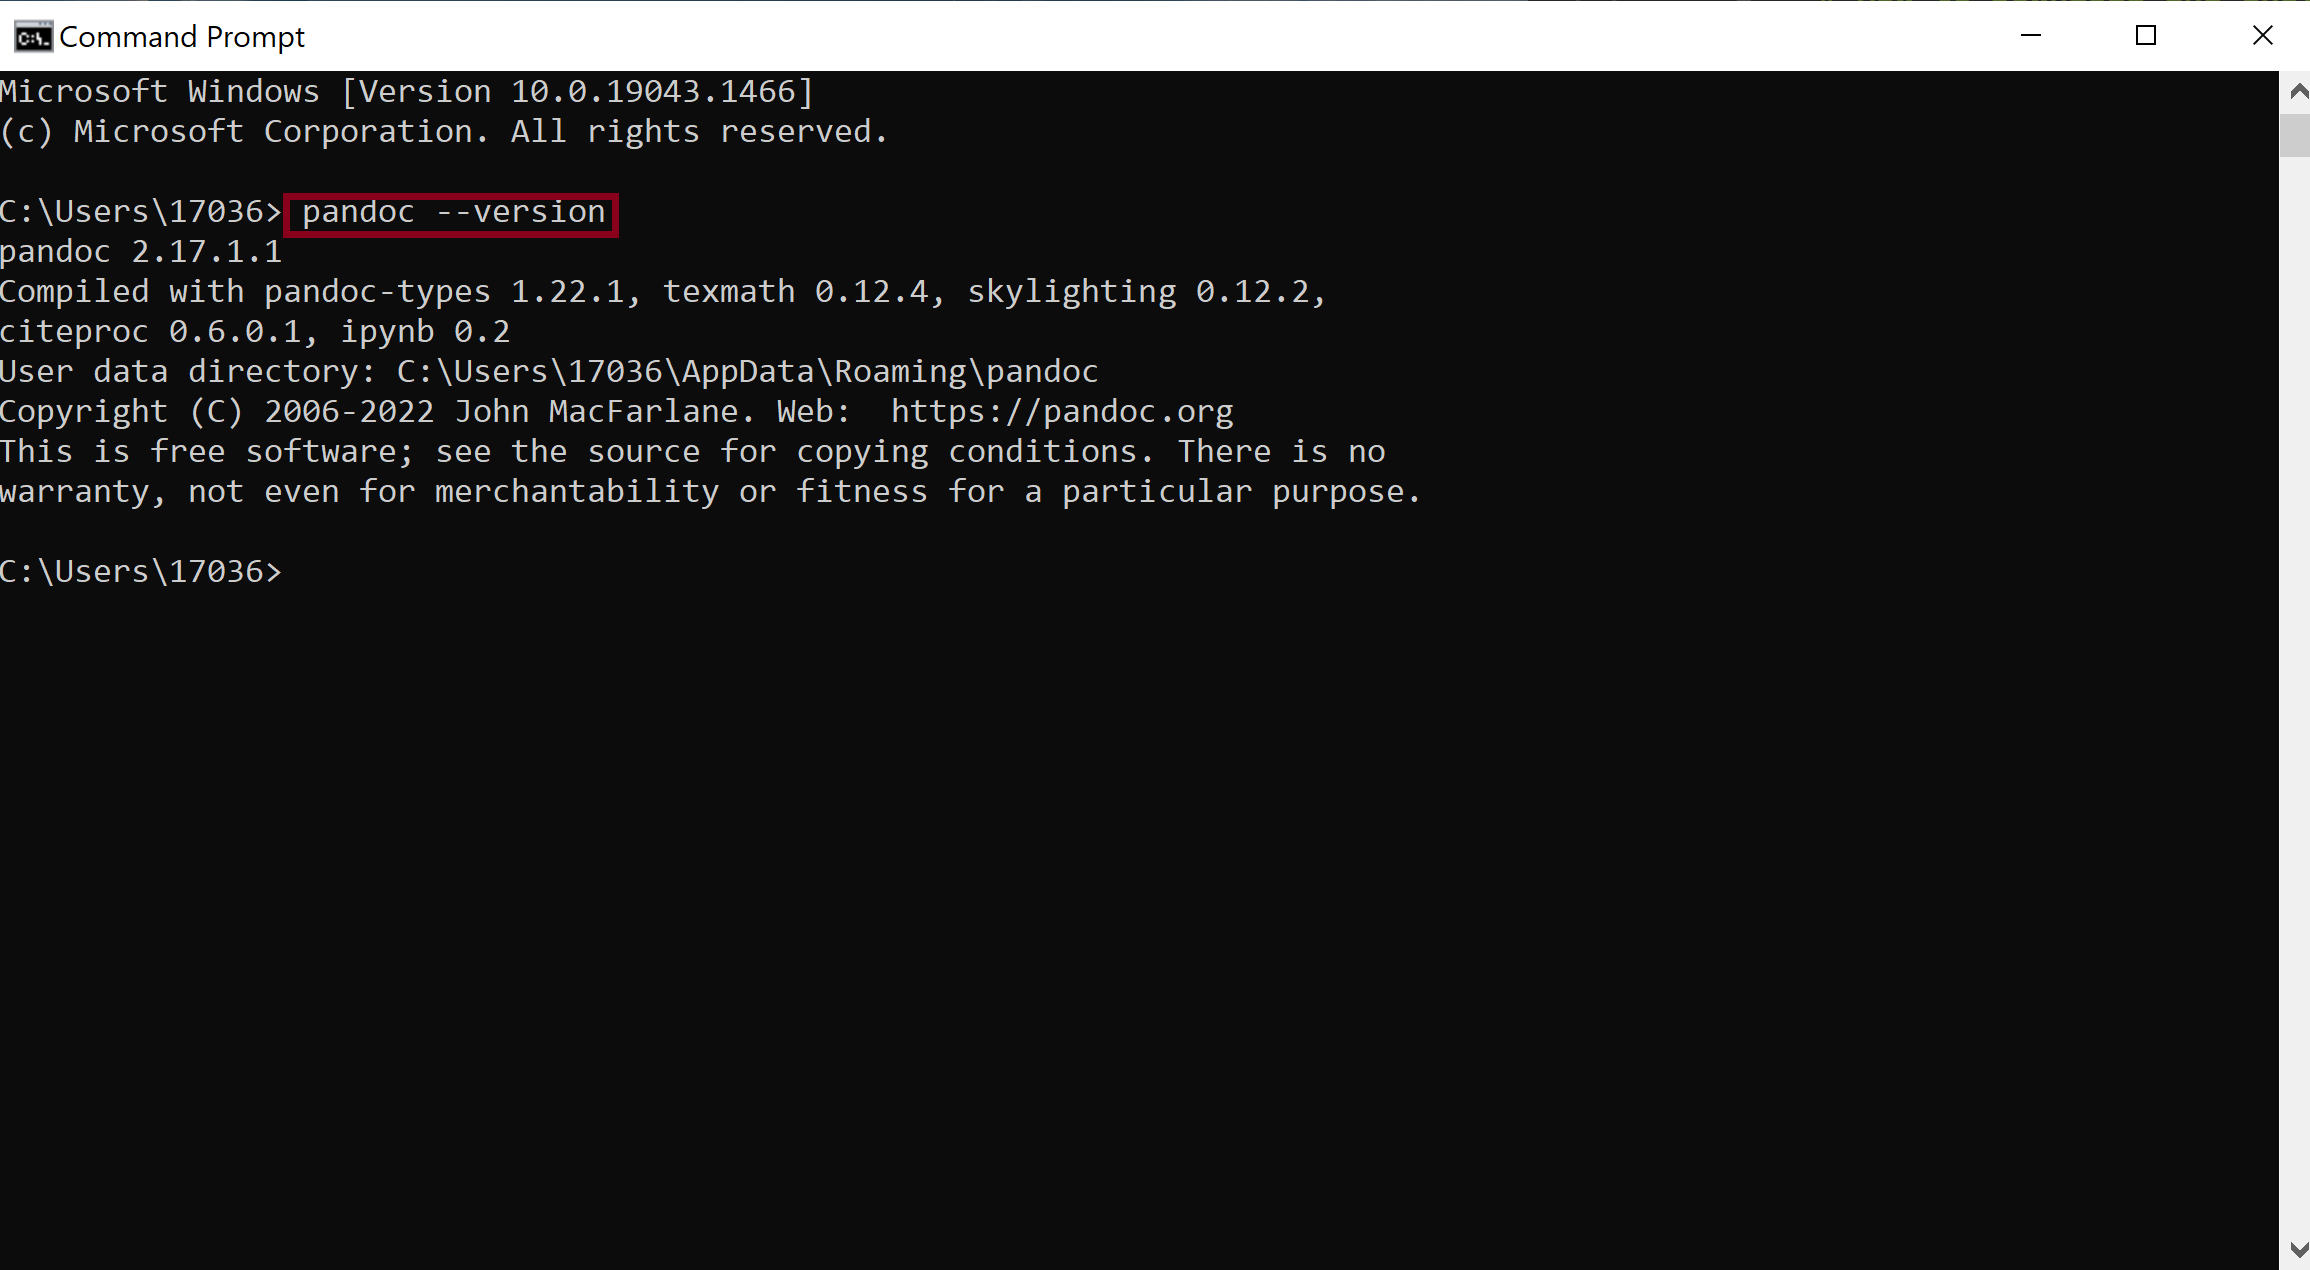 Command Prompt
Microsoft Windows [Version 10.0.19043.1466]
(c) Microsoft Corporation. All rights reserved.
C:\Users\17036> pandoc --version
pandoc 2.17.1.1
Compiled with pandoc-types 1.22.1, texmath 0.12.4, skylighting 0.12.2,
citeproc 0.6.0.1, ipynb 0.2
User data directory: C:\Users\17036\AppData\Roaming\pandoc
Copyright (C) 2006-2022 John MacFarlane. Web:  https://pandoc.org
This is free software; see the source for copying conditions. There is no
warranty, not even for merchantability or fitness for a particular purpose.
C:\Users\17036>